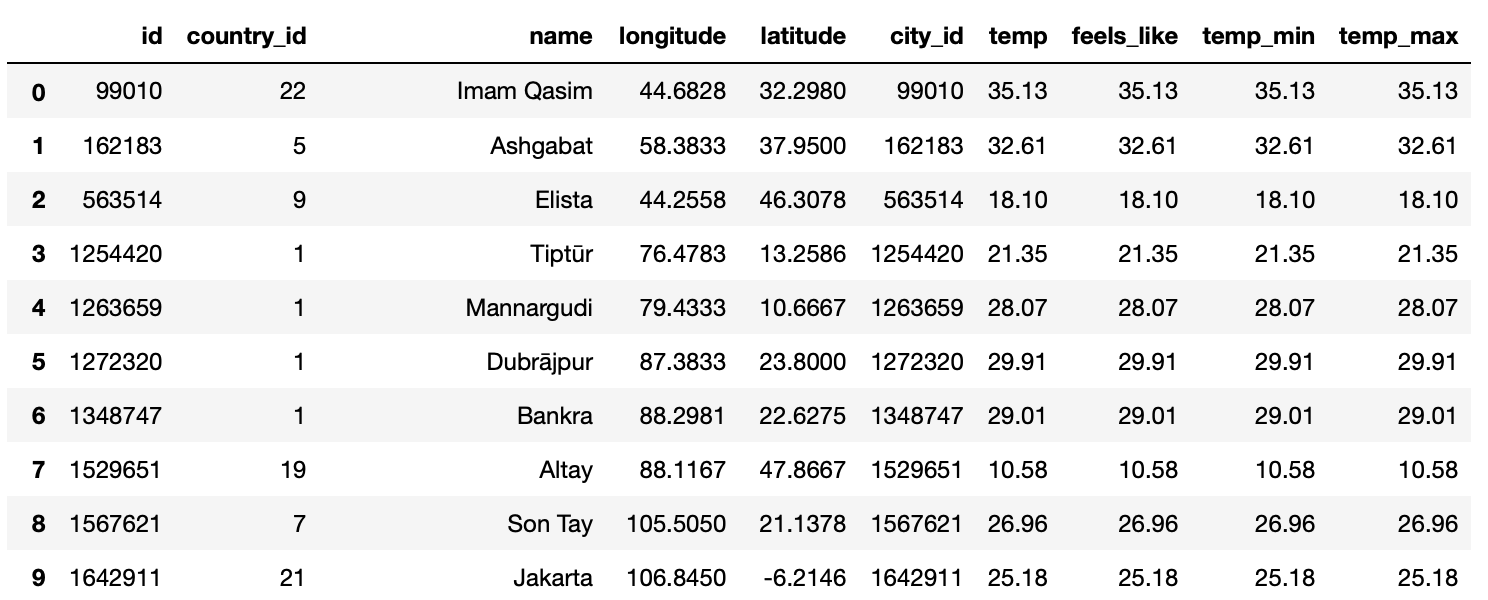 id country_id name longitude latitude city_id temp feels_like temp_min temp_max
0 99010 22 Imam Qasim 44.6828 32.2980 99010 35.13 35.13 35.13 35.13
1 162183 5 Ashgabat 58.3833 37.9500 162183 32.61 32.61 32.61 32.61
2 563514 9 Elista 44.2558 46.3078 563514 18.10 18.10 18.10 18.10
3 1254420 1 Tiptūr 76.4783 13.2586 1254420 21.35 21.35 21.35 21.35
4 1263659 1 Mannargudi 79.4333 10.6667 1263659 28.07 28.07 28.07 28.07
5 1272320 1 Dubrājpur 87.3833 23.8000 1272320 29.91 29.91 29.91 29.91
6 1348747 1 Bankra 88.2981 22.6275 1348747 29.01 29.01 29.01 29.01
7 1529651 19 Altay 88.1167 47.8667 1529651 10.58 10.58 10.58 10.58
8 1567621 7 Son Tay 105.5050 21.1378 1567621 26.96 26.96 26.96 26.96
9 1642911 21 Jakarta 106.8450 -6.2146 1642911 25.18 25.18 25.18 25.18